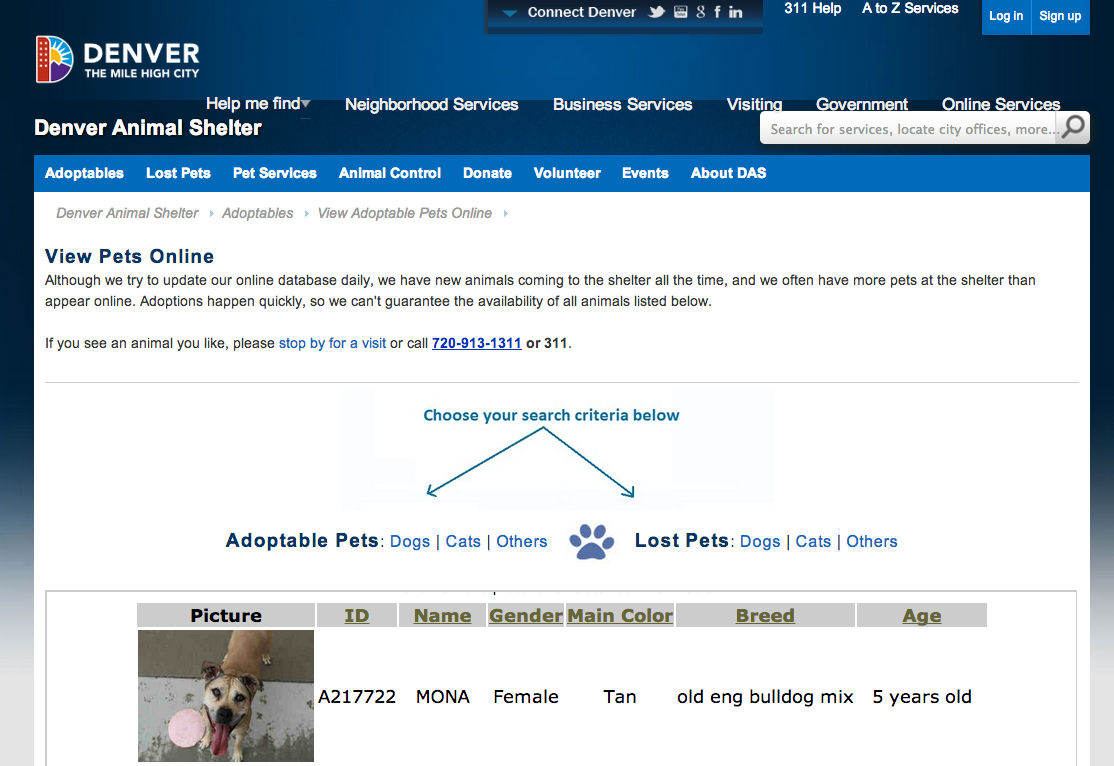 Connect Denver
311 Help A to Z Services
Log in Sign up
DENVER
THE MILE HIGH CITY
Help me find Neighborhood Services Business Services Visiting Government Online Services
Denver Animal Shelter
Search for services, locate city offices, more...
Adoptables Lost Pets Pet Services Animal Control Donate Volunteer Events About DAS
Denver Animal Shelter Adoptables View Adoptable Pets Online
View Pets Online
Although we try to update our online database daily, we have new animals coming to the shelter all the time, and we often have more pets at the shelter than
appear online. Adoptions happen quickly, so we can't guarantee the availability of all animals listed below.
If you see an animal you like, please stop by for a visit or call 720-913-1311 or 311.
Choose your search criteria below
Adoptable Pets: Dogs | Cats | Others Lost Pets: Dogs | Cats | Others
Picture ID Name Gender Main Color Breed Age
A217722 MONA Female Tan old eng bulldog mix 5 years old